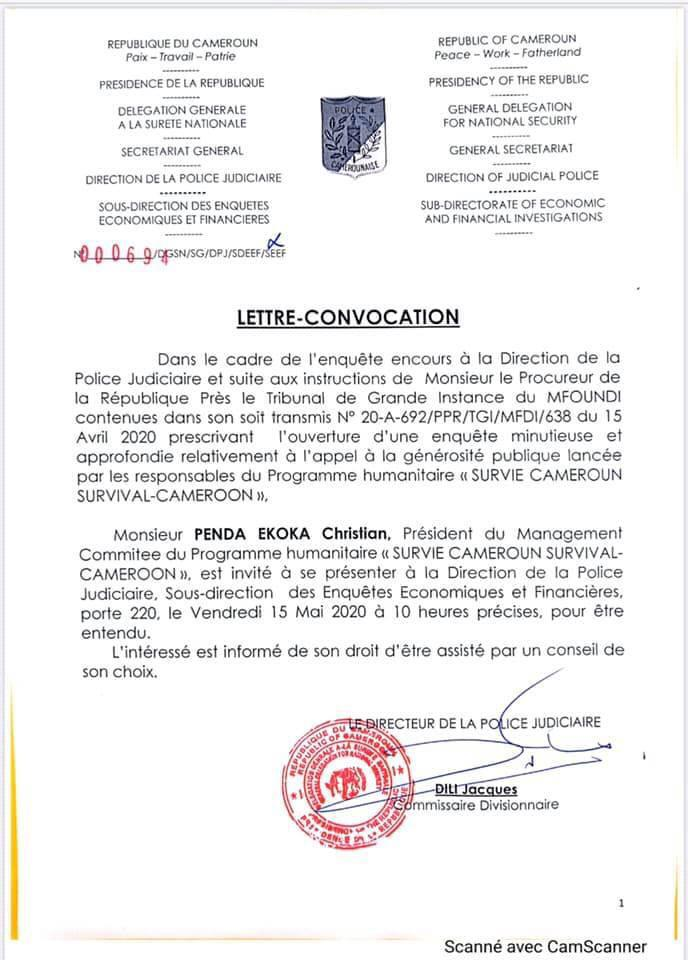 REPUBLIQUE DU CAMEROUN
Paix – Travail – Patrie
----------
PRESIDENCE DE LA REPUBLIQUE
----------
DELEGATION GENERALE
A LA SURETE NATIONALE
----------
SECRETARIAT GENERAL
----------
DIRECTION DE LA POLICE JUDICIAIRE
----------
SOUS-DIRECTION DES ENQUETES
ECONOMIQUES ET FINANCIERES
----------
REPUBLIC OF CAMEROUN
Peace – Work – Fatherland
----------
PRESIDENCY OF THE REPUBLIC
----------
GENERAL DELEGATION
FOR NATIONAL SECURITY
----------
GENERAL SECRETARIAT
----------
DIRECTION OF JUDICIAL POLICE
----------
SUB-DIRECTORATE OF ECONOMIC
AND FINANCIAL INVESTIGATIONS
----------
POLICE
CAMEROUNAISE
N° /DGSN/SG/DPJ/SDEEF/SEEF
LETTRE-CONVOCATION
Dans le cadre de l'enquête encours à la Direction de la
Police Judiciaire et suite aux instructions de Monsieur le Procureur de
la République Près le Tribunal de Grande Instance du MFOUNDI
contenues dans son soit transmis N° 20-A-692/PPR/TGI/MFDI/638 du 15
Avril 2020 prescrivant l'ouverture d'une enquête minutieuse et
approfondie relativement à l'appel à la générosité publique lancée
par les responsables du Programme humanitaire « SURVIE CAMEROUN
SURVIVAL-CAMEROON »,
Monsieur PENDA EKOKA Christian, Président du Management
Commitee du Programme humanitaire « SURVIE CAMEROUN SURVIVAL-
CAMEROON », est invité à se présenter à la Direction de la Police
Judiciaire, Sous-direction des Enquêtes Economiques et Financières,
porte 220, le Vendredi 15 Mai 2020 à 10 heures précises, pour être
entendu.
L'intéressé est informé de son droit d'être assisté par un conseil de
son choix.
LE DIRECTEUR DE LA POLICE JUDICIAIRE
REPUBLIQUE DU CAMEROUN
REPUBLIC OF CAMEROON
DILI Jacques
Commissaire Divisionnaire
1
Scanné avec CamScanner